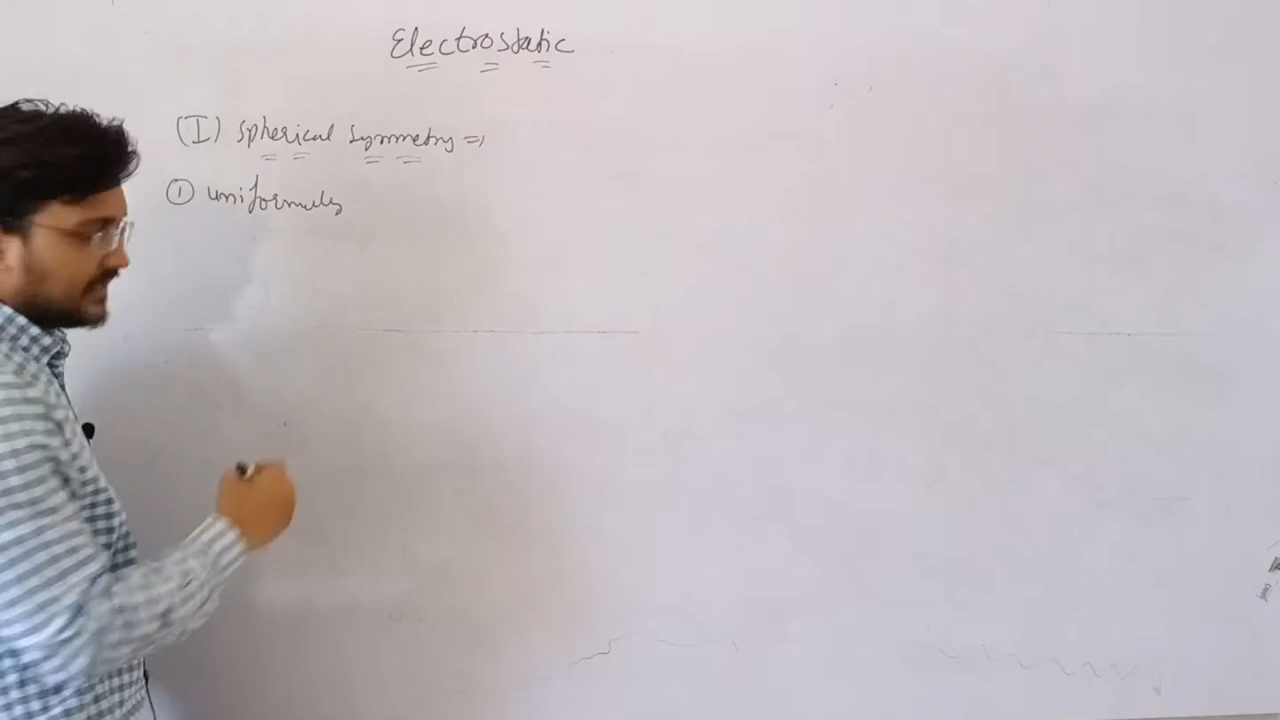 Electrostatic
(I) Spherical symmetry =>
① uniformly